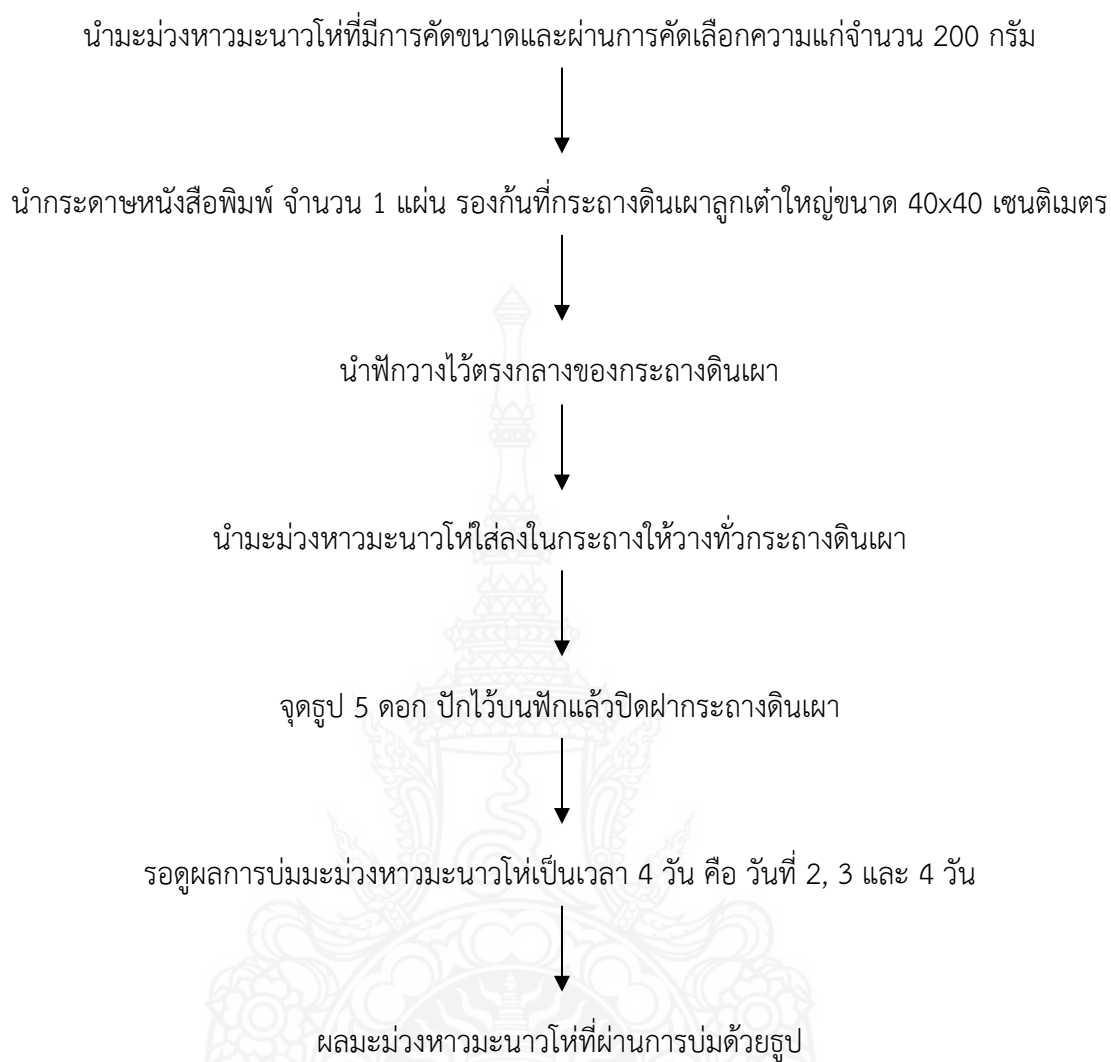 นำมะม่วงหาวมะนาวโห่ที่มีการคัดขนาดและผ่านการคัดเลือกความแก่จำนวน 200 กรัม
นำกระดาษหนังสือพิมพ์ จำนวน 1 แผ่น รองก้นที่กระถางดินเผาลูกเต๋าใหญ่ขนาด 40x40 เซนติเมตร
นำฟักวางไว้ตรงกลางของกระถางดินเผา
นำมะม่วงหาวมะนาวโห่ใส่ลงในกระถางให้วางทั่วกระถางดินเผา
จุดธูป 5 ดอก ปักไว้บนฟักแล้วปิดฝากระถางดินเผา
รอดูผลการบ่มมะม่วงหาวมะนาวโห่เป็นเวลา 4 วัน คือ วันที่ 2, 3 และ 4 วัน
ผลมะม่วงหาวมะนาวโห่ที่ผ่านการบ่มด้วยธูป